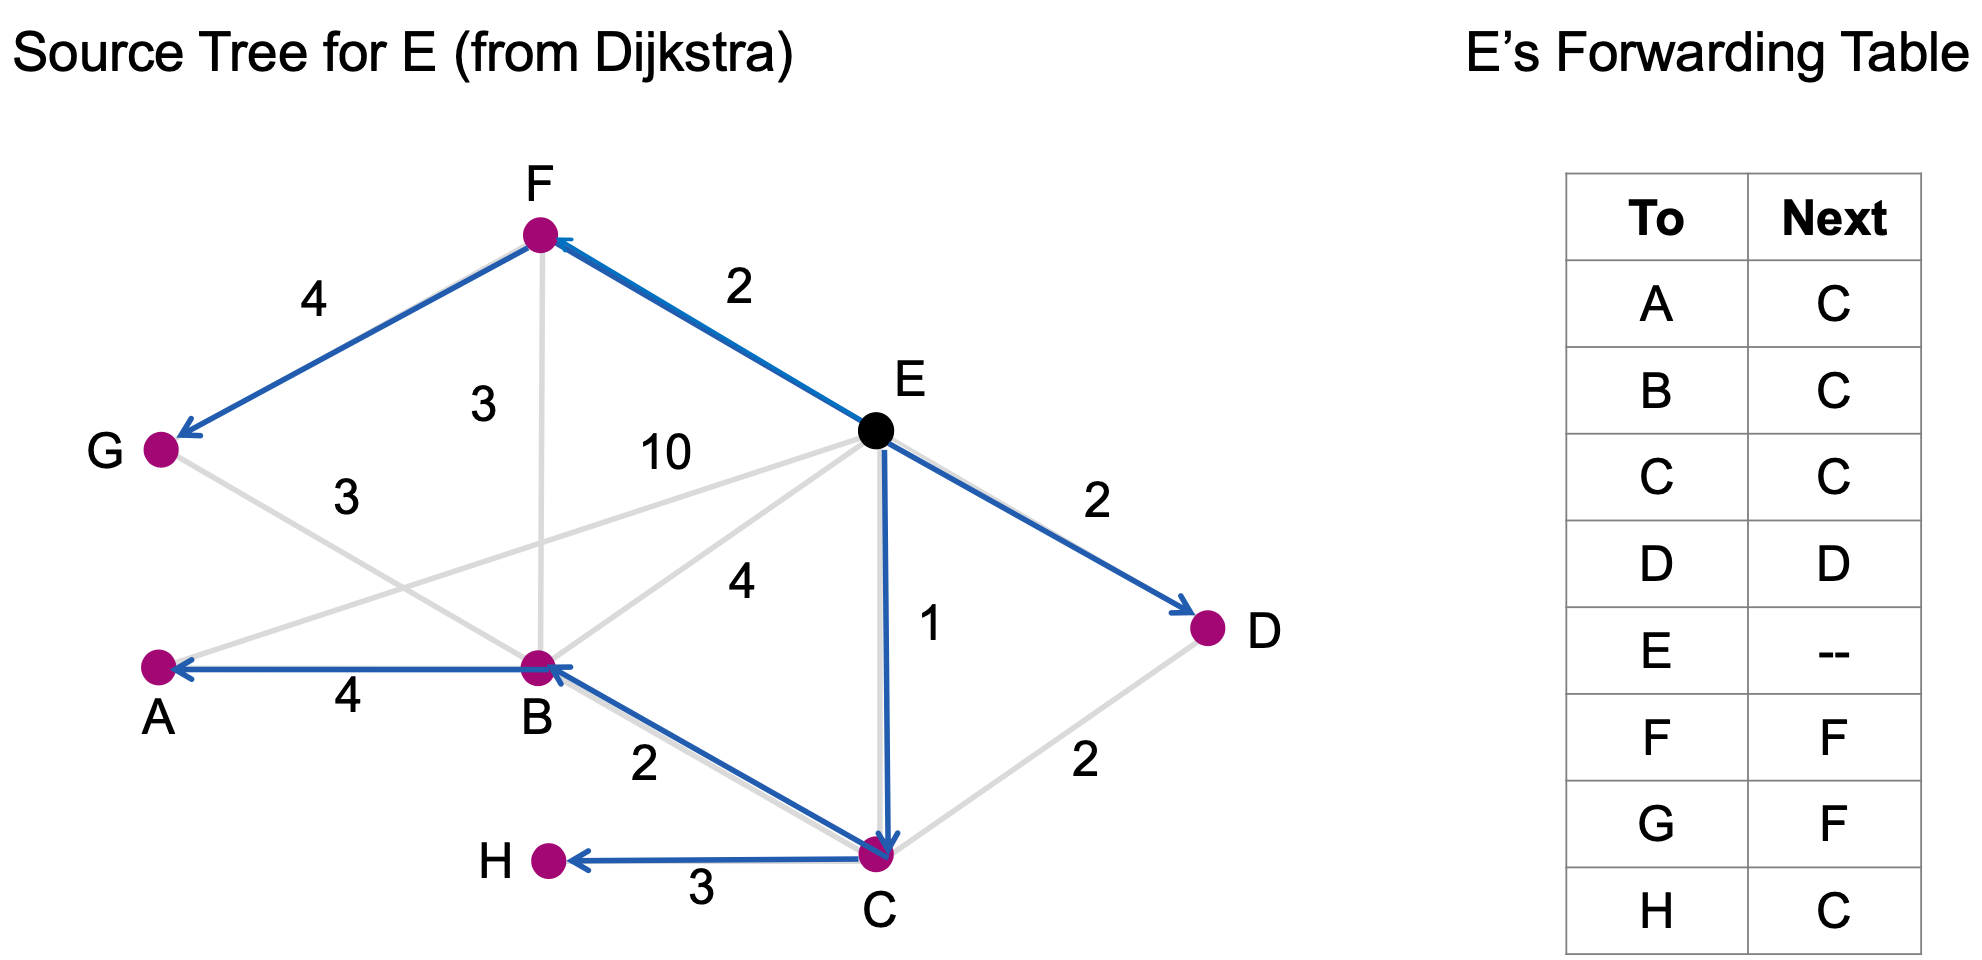 Source Tree for E (from Dijkstra)
E’s Forwarding Table
F
4
2
E
3
10
G
3
2
4
1
D
A
4
B
2
2
H
3
C
To Next
A C
B C
C C
D D
E --
F F
G F
H C